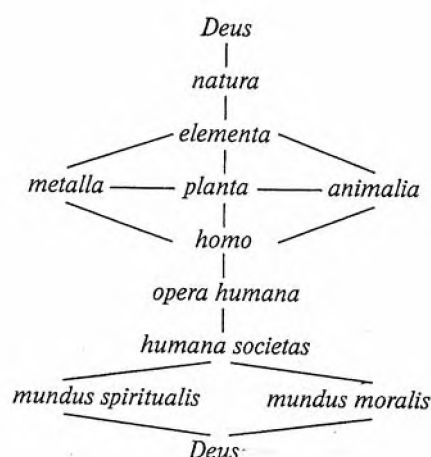 Deus
natura
elementa
metalla planta animalia
homo
opera humana
humana societas
mundus spiritualis mundus moralis
Deus